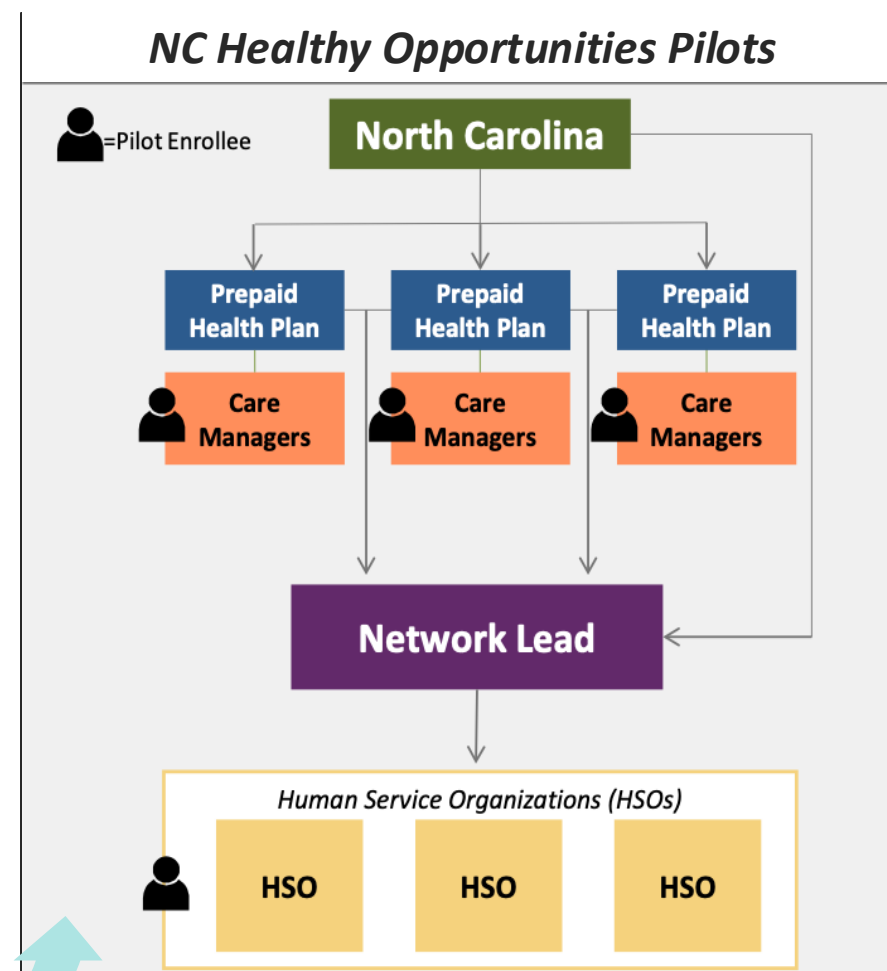 NC Healthy Opportunities Pilots
=Pilot Enrollee
North Carolina
Prepaid
Health Plan
Prepaid
Health Plan
Prepaid
Health Plan
Care
Managers
Care
Managers
Care
Managers
Network Lead
Human Service Organizations (HSOs)
HSO
HSO
HSO